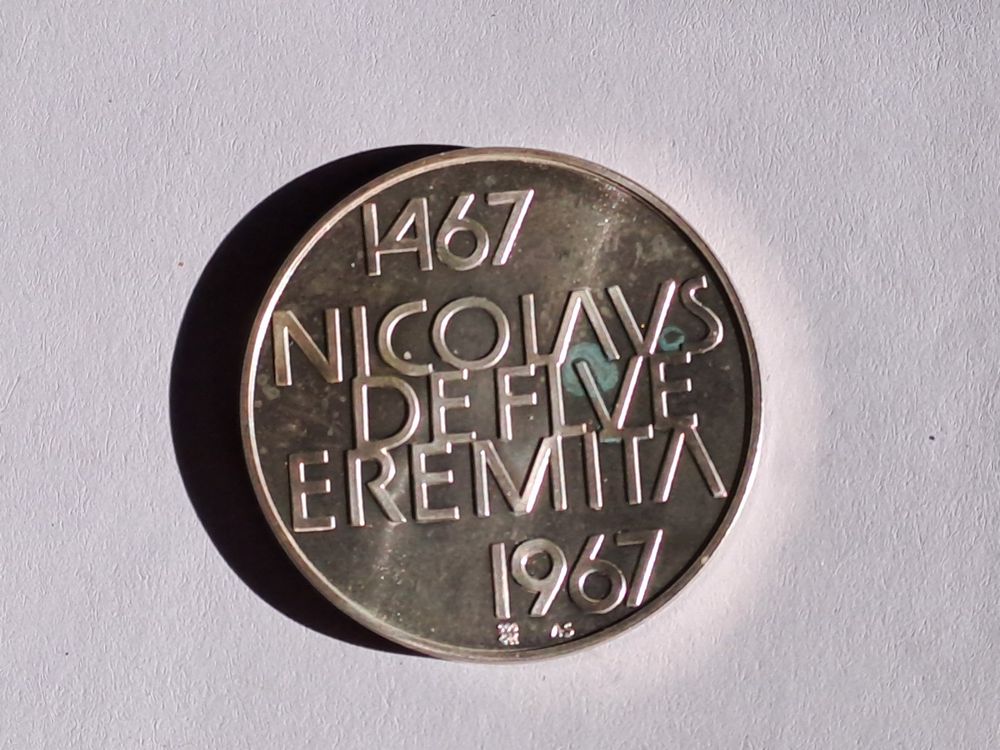 1467
NICOLAVS
DE FLVE
EREMITA
1967
AS